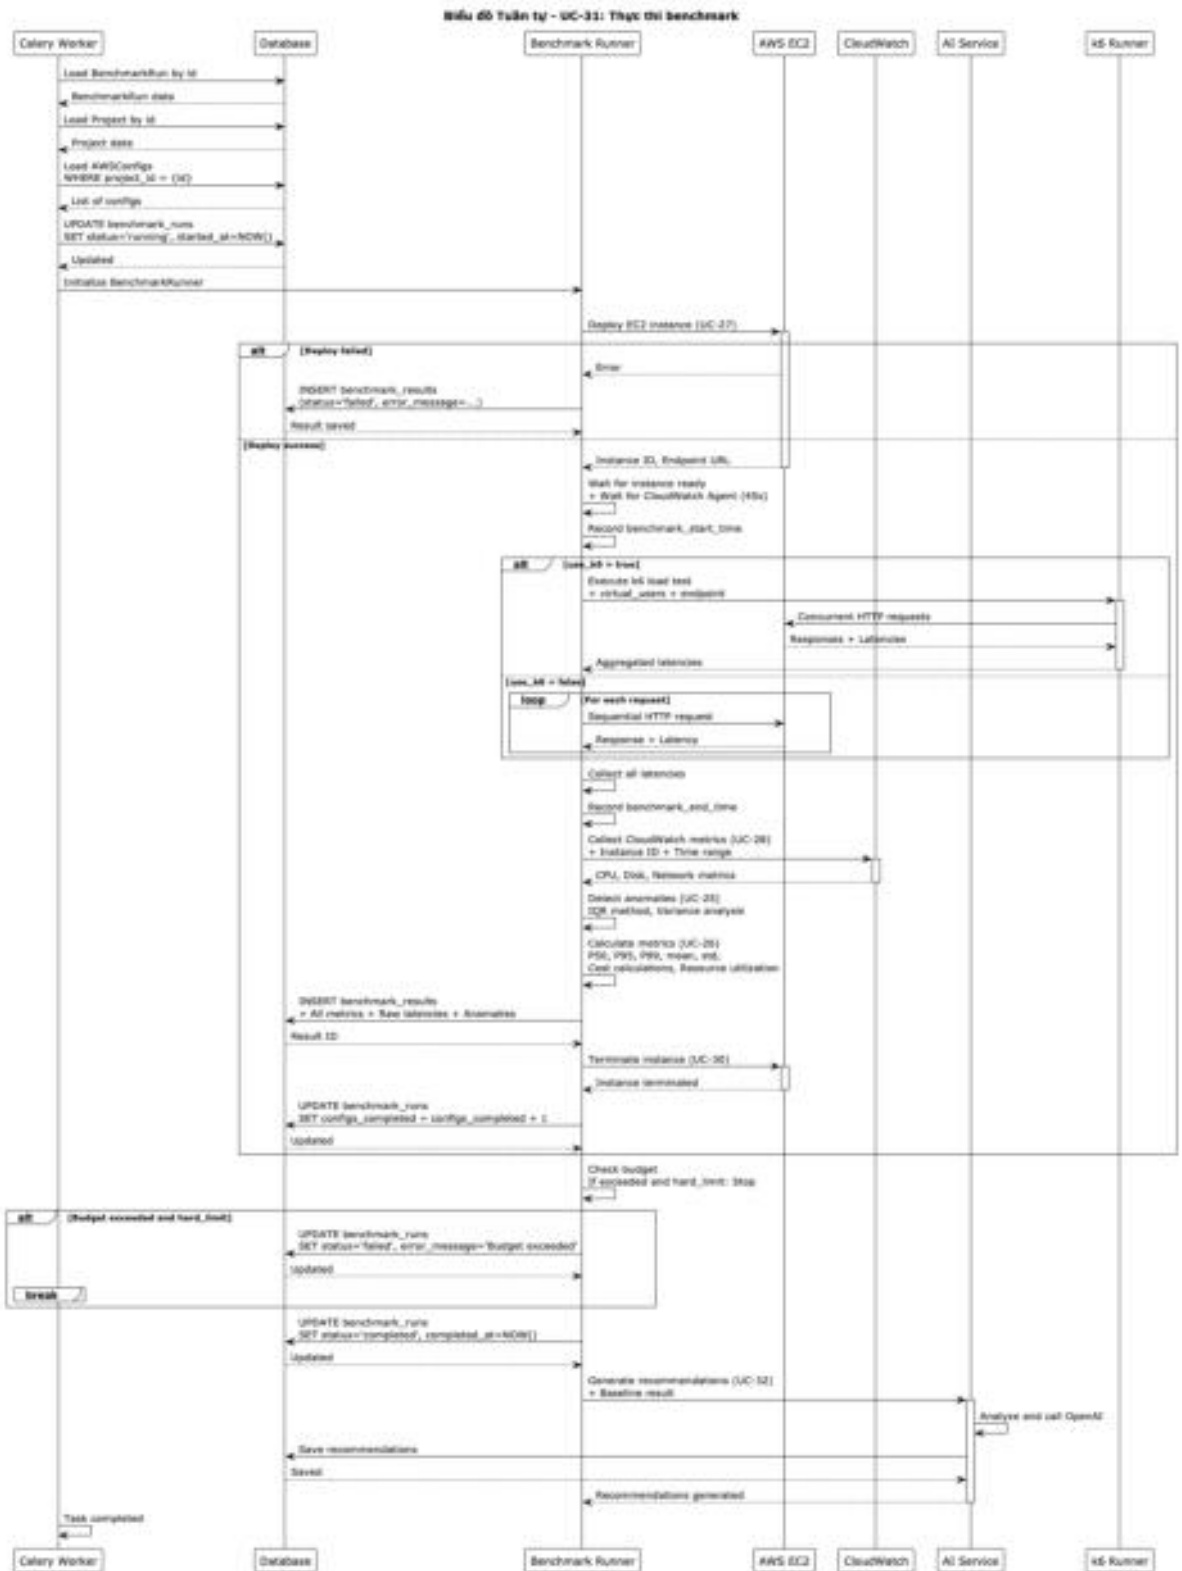 Biểu đồ Tuần tự - UC-31: Thực thi benchmark
Celery Worker
Database
Benchmark Runner
AWS EC2
CloudWatch
AI Service
k6 Runner
Load BenchmarkRun by id
BenchmarkRun data
Load Project by id
Project data
Load AWSConfigs
WHERE project_id = {id}
List of configs
UPDATE benchmark_runs
SET status='running', started_at=NOW()
Updated
Initialize BenchmarkRunner
Deploy EC2 instance (UC-27)
alt
[Deploy failed]
Error
INSERT benchmark_results
(status='failed', error_message=...)
Result saved
[Deploy success]
Instance ID, Endpoint URL
Wait for instance ready
+ Wait for CloudWatch Agent (45s)
Record benchmark_start_time
alt
[use_k6 = true]
Execute k6 load test
+ virtual_users + endpoint
Concurrent HTTP requests
Responses + Latencies
Aggregated latencies
[use_k6 = false]
loop
[For each request]
Sequential HTTP request
Response + Latency
Collect all latencies
Record benchmark_end_time
Collect CloudWatch metrics (UC-28)
+ Instance ID + Time range
CPU, Disk, Network metrics
Detect anomalies (UC-25)
IQR method, Variance analysis
Calculate metrics (UC-26)
P50, P95, P99, mean, std,
Cost calculations, Resource utilization
INSERT benchmark_results
+ All metrics + Raw latencies + Anomalies
Result ID
Terminate instance (UC-30)
Instance terminated
UPDATE benchmark_runs
SET configs_completed = configs_completed + 1
Updated
Check budget
If exceeded and hard_limit: Stop
alt
[Budget exceeded and hard_limit]
UPDATE benchmark_runs
SET status='failed', error_message='Budget exceeded'
Updated
break
UPDATE benchmark_runs
SET status='completed', completed_at=NOW()
Updated
Generate recommendations (UC-32)
+ Baseline result
Analyze and call OpenAI
Save recommendations
Saved
Recommendations generated
Task completed
Celery Worker
Database
Benchmark Runner
AWS EC2
CloudWatch
AI Service
k6 Runner